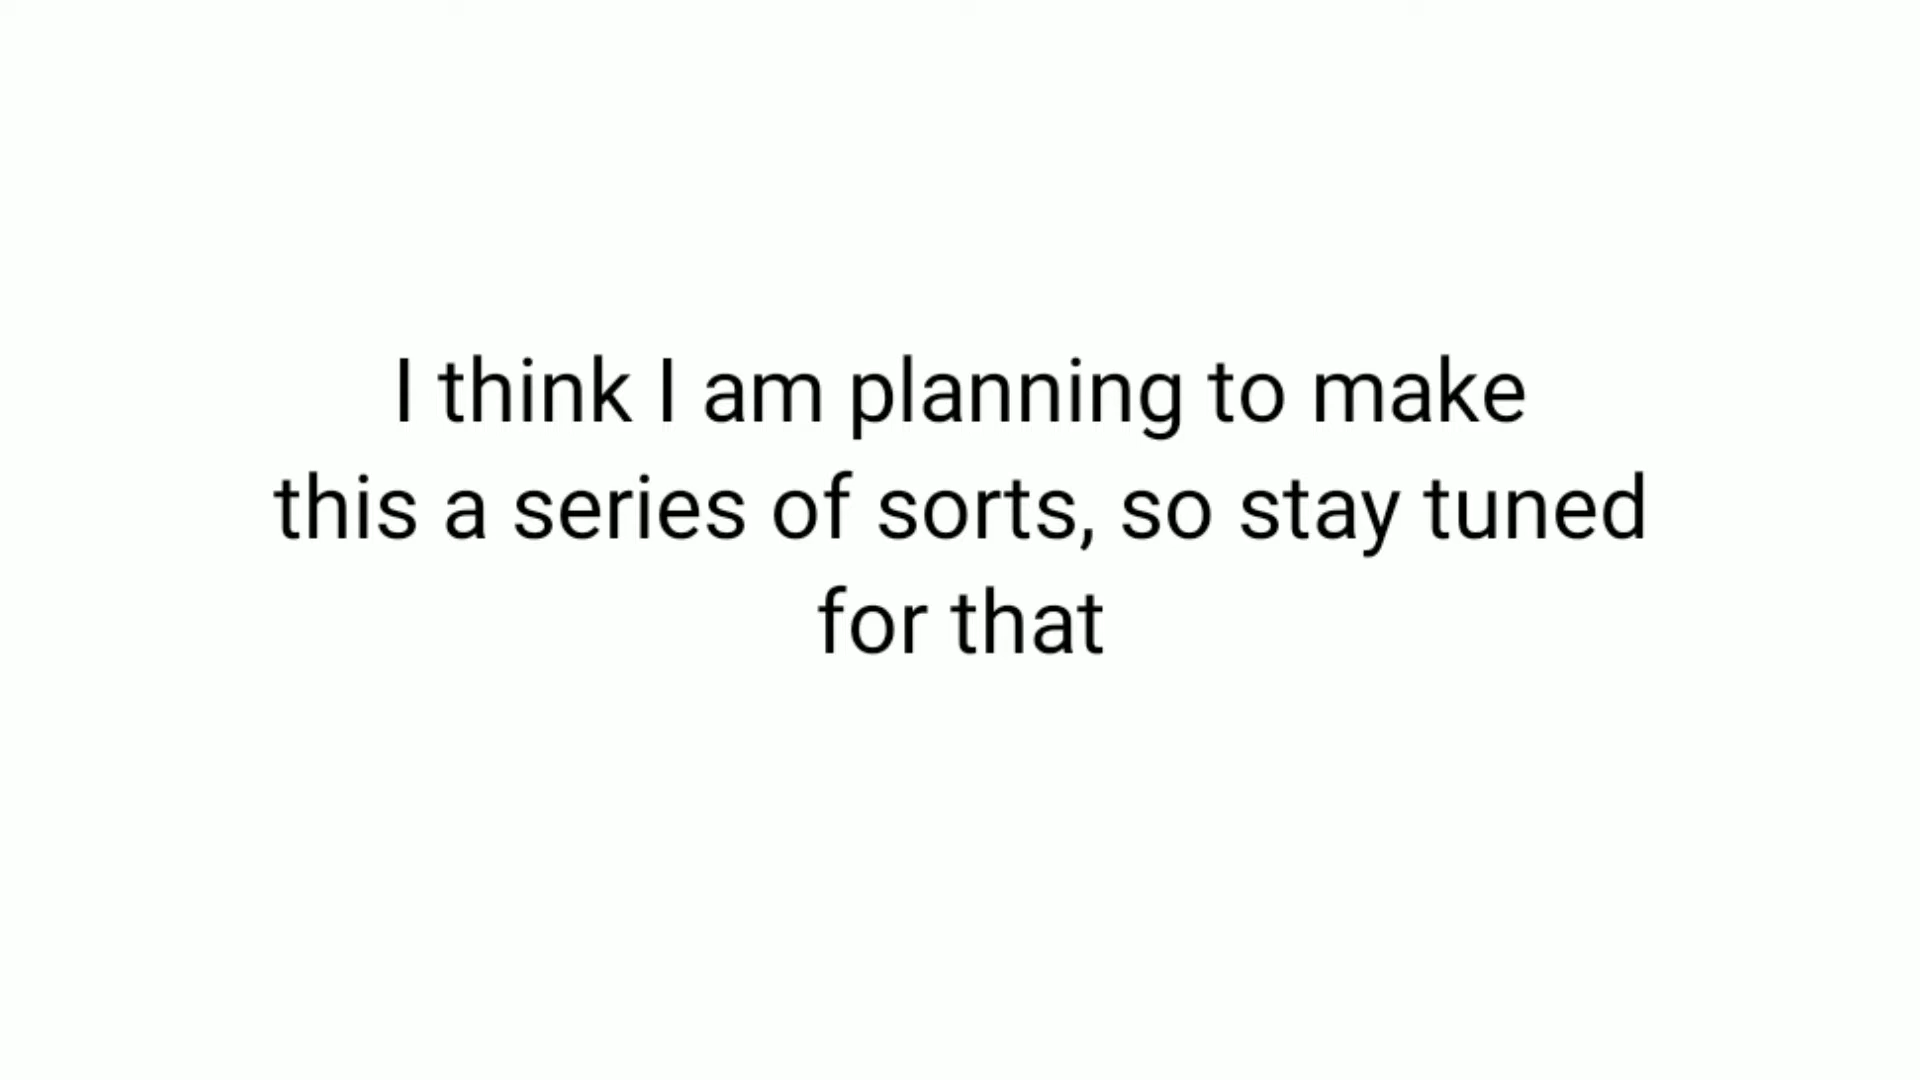 I think I am planning to make
this a series of sorts, so stay tuned
for that